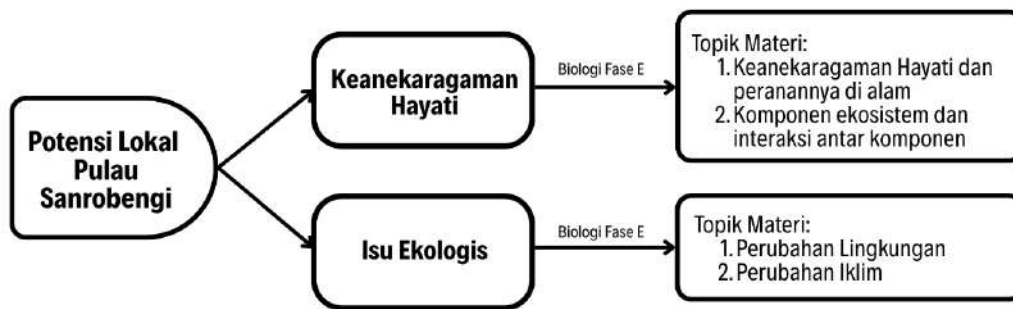 Potensi Lokal
Pulau
Sanrobengi
Keanekaragaman
Hayati
Biologi Fase E
Topik Materi:
1. Keanekaragaman Hayati dan
peranannya di alam
2. Komponen ekosistem dan
interaksi antar komponen
Isu Ekologis
Biologi Fase E
Topik Materi:
1. Perubahan Lingkungan
2. Perubahan Iklim